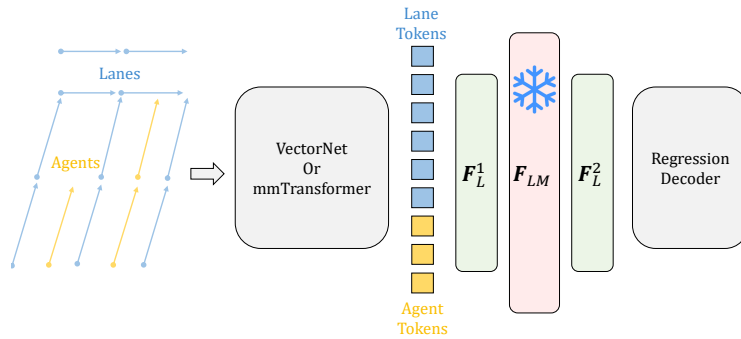 Lanes
Agents
VectorNet
Or
mmTransformer
Lane
Tokens
Agent
Tokens
F_L^1
F_LM
F_L^2
Regression
Decoder